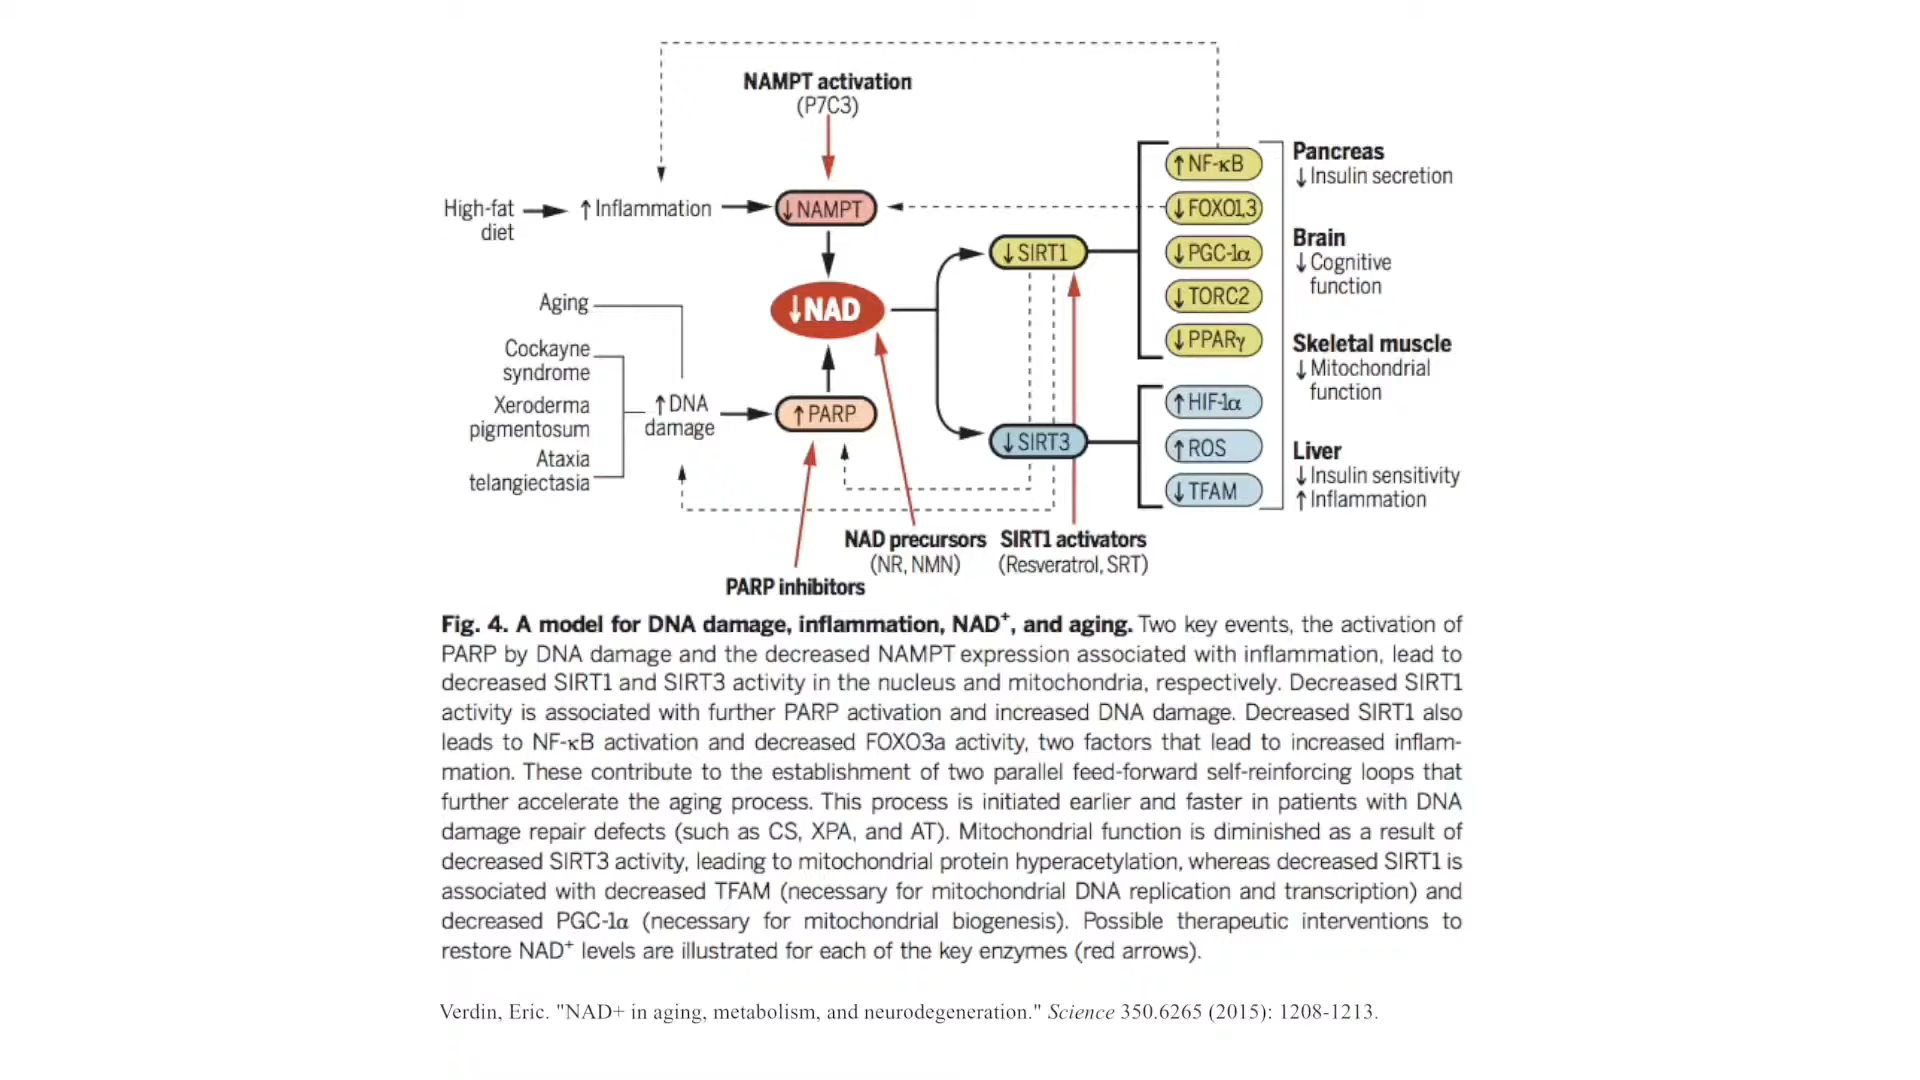 NAMPT activation
(P7C3)
High-fat
diet
↑ Inflammation
↓NAMPT
↓NAD
Aging
Cockayne
syndrome
Xeroderma
pigmentosum
Ataxia
telangiectasia
↑ DNA
damage
↑ PARP
↓ SIRT1
↓ SIRT3
↑ NF-κB
↓ FOXO1,3
↓ PGC-1α
↓ TORC2
↓ PPARγ
↑ HIF-1α
↑ ROS
↓ TFAM
Pancreas
↓ Insulin secretion
Brain
↓ Cognitive
function
Skeletal muscle
↓ Mitochondrial
function
Liver
↓ Insulin sensitivity
↑ Inflammation
NAD precursors
(NR, NMN)
SIRT1 activators
(Resveratrol, SRT)
PARP inhibitors
Fig. 4. A model for DNA damage, inflammation, NAD⁺, and aging. Two key events, the activation of
PARP by DNA damage and the decreased NAMPT expression associated with inflammation, lead to
decreased SIRT1 and SIRT3 activity in the nucleus and mitochondria, respectively. Decreased SIRT1
activity is associated with further PARP activation and increased DNA damage. Decreased SIRT1 also
leads to NF-κB activation and decreased FOXO3a activity, two factors that lead to increased inflam-
mation. These contribute to the establishment of two parallel feed-forward self-reinforcing loops that
further accelerate the aging process. This process is initiated earlier and faster in patients with DNA
damage repair defects (such as CS, XPA, and AT). Mitochondrial function is diminished as a result of
decreased SIRT3 activity, leading to mitochondrial protein hyperacetylation, whereas decreased SIRT1 is
associated with decreased TFAM (necessary for mitochondrial DNA replication and transcription) and
decreased PGC-1α (necessary for mitochondrial biogenesis). Possible therapeutic interventions to
restore NAD⁺ levels are illustrated for each of the key enzymes (red arrows).
Verdin, Eric. "NAD+ in aging, metabolism, and neurodegeneration." Science 350.6265 (2015): 1208-1213.